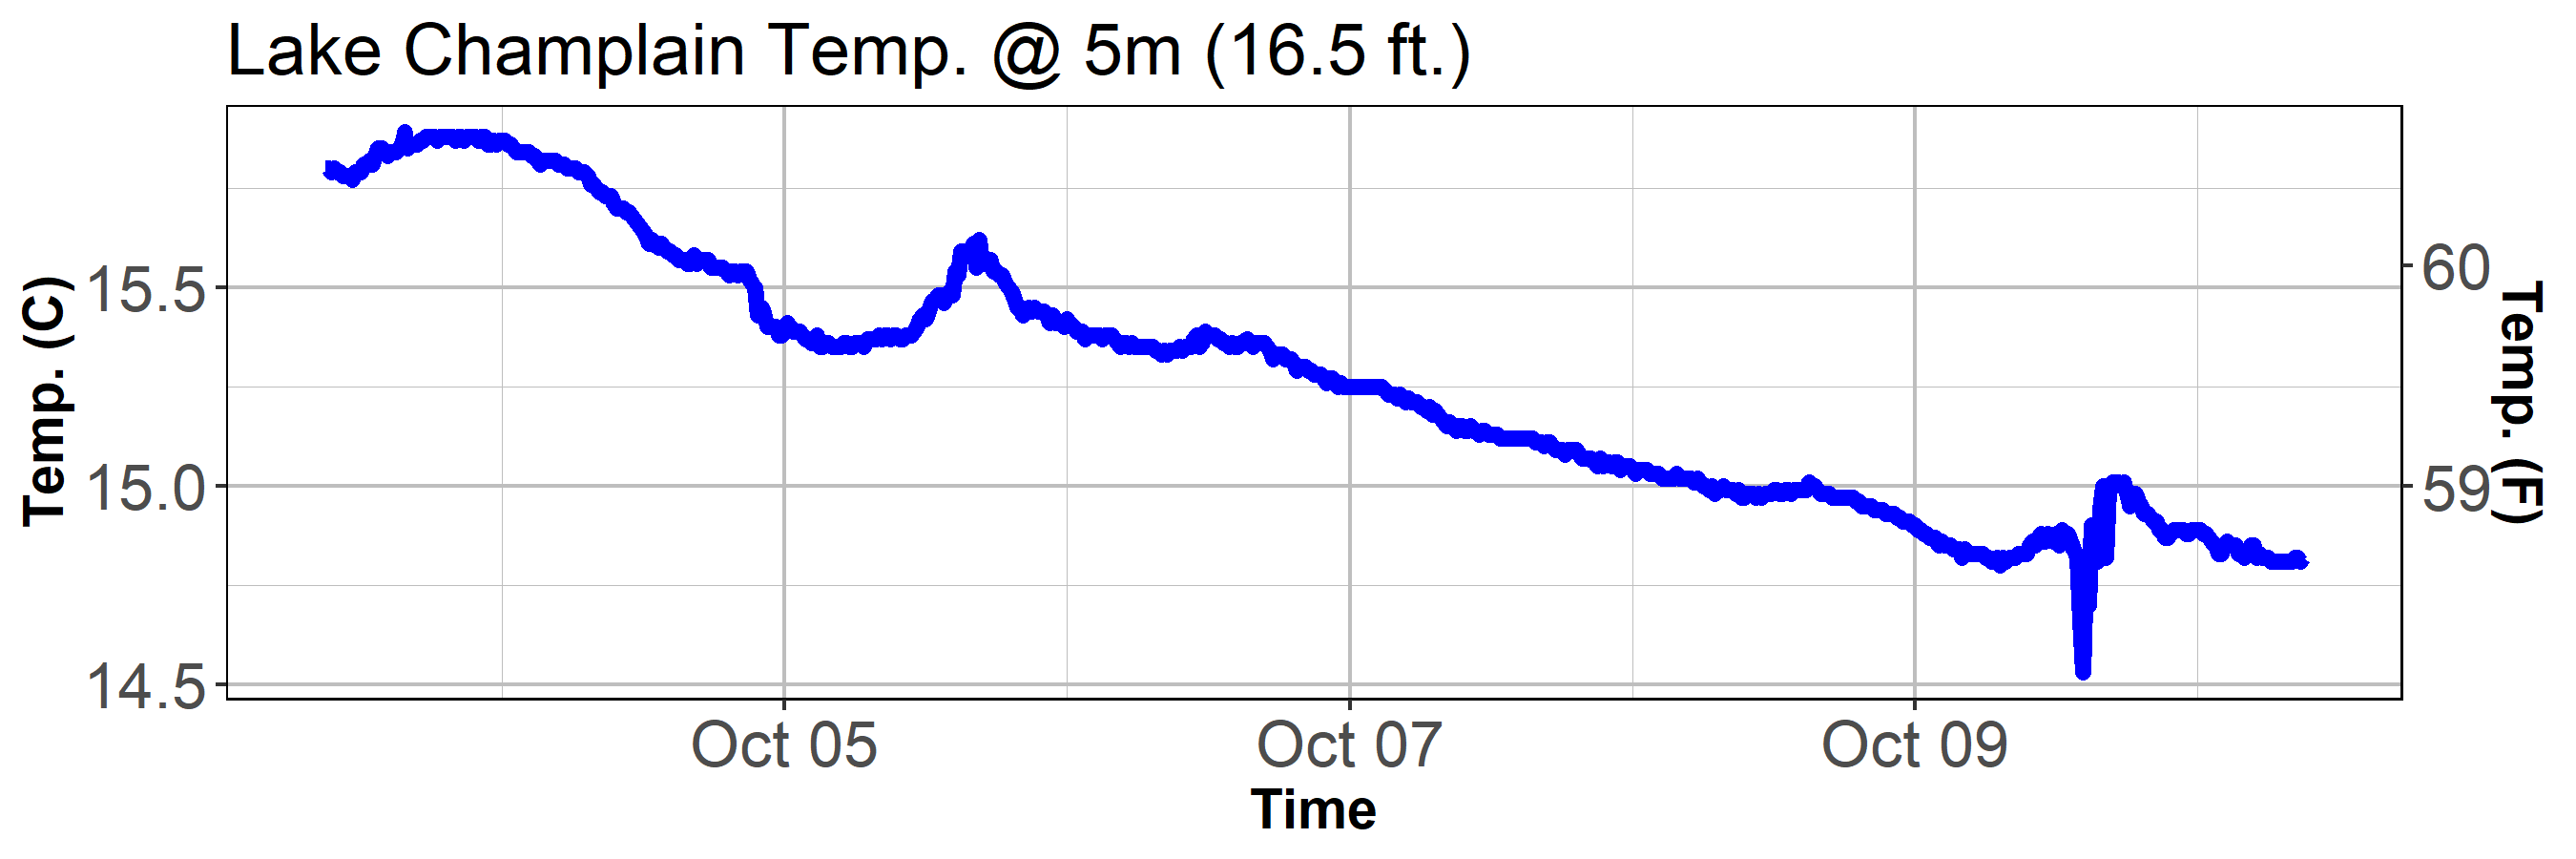 Lake Champlain Temp. @ 5m (16.5 ft.)
Temp. (C)
15.5
15.0
14.5
60
59
Temp. (F)
Oct 05
Oct 07
Oct 09
Time